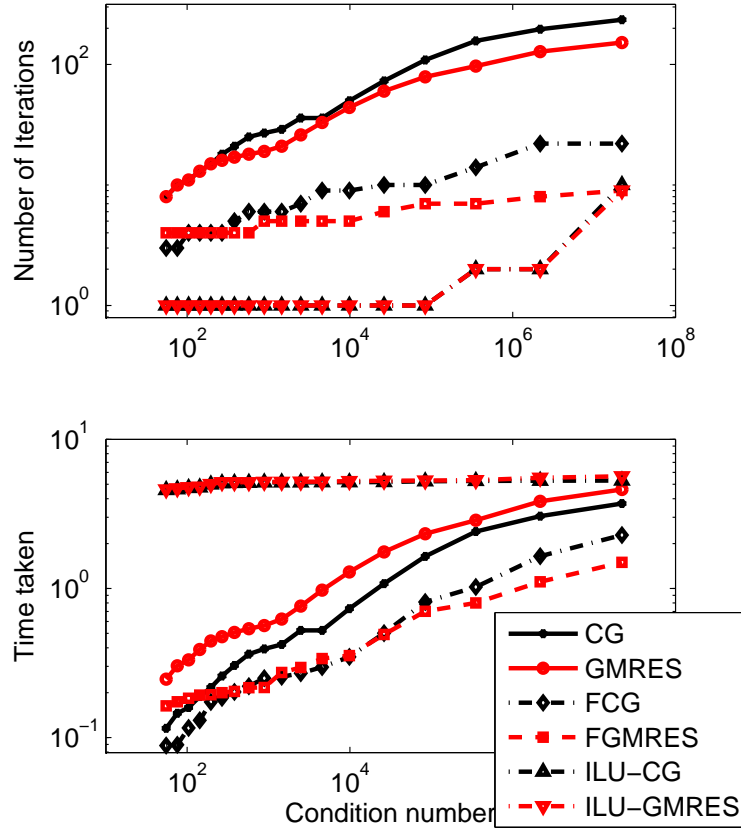 Number of Iterations
10^2
10^0
10^2
10^4
10^6
10^8
Time taken
10^1
10^0
10^-1
10^2
10^4
Condition number
CG
GMRES
FCG
FGMRES
ILU-CG
ILU-GMRES